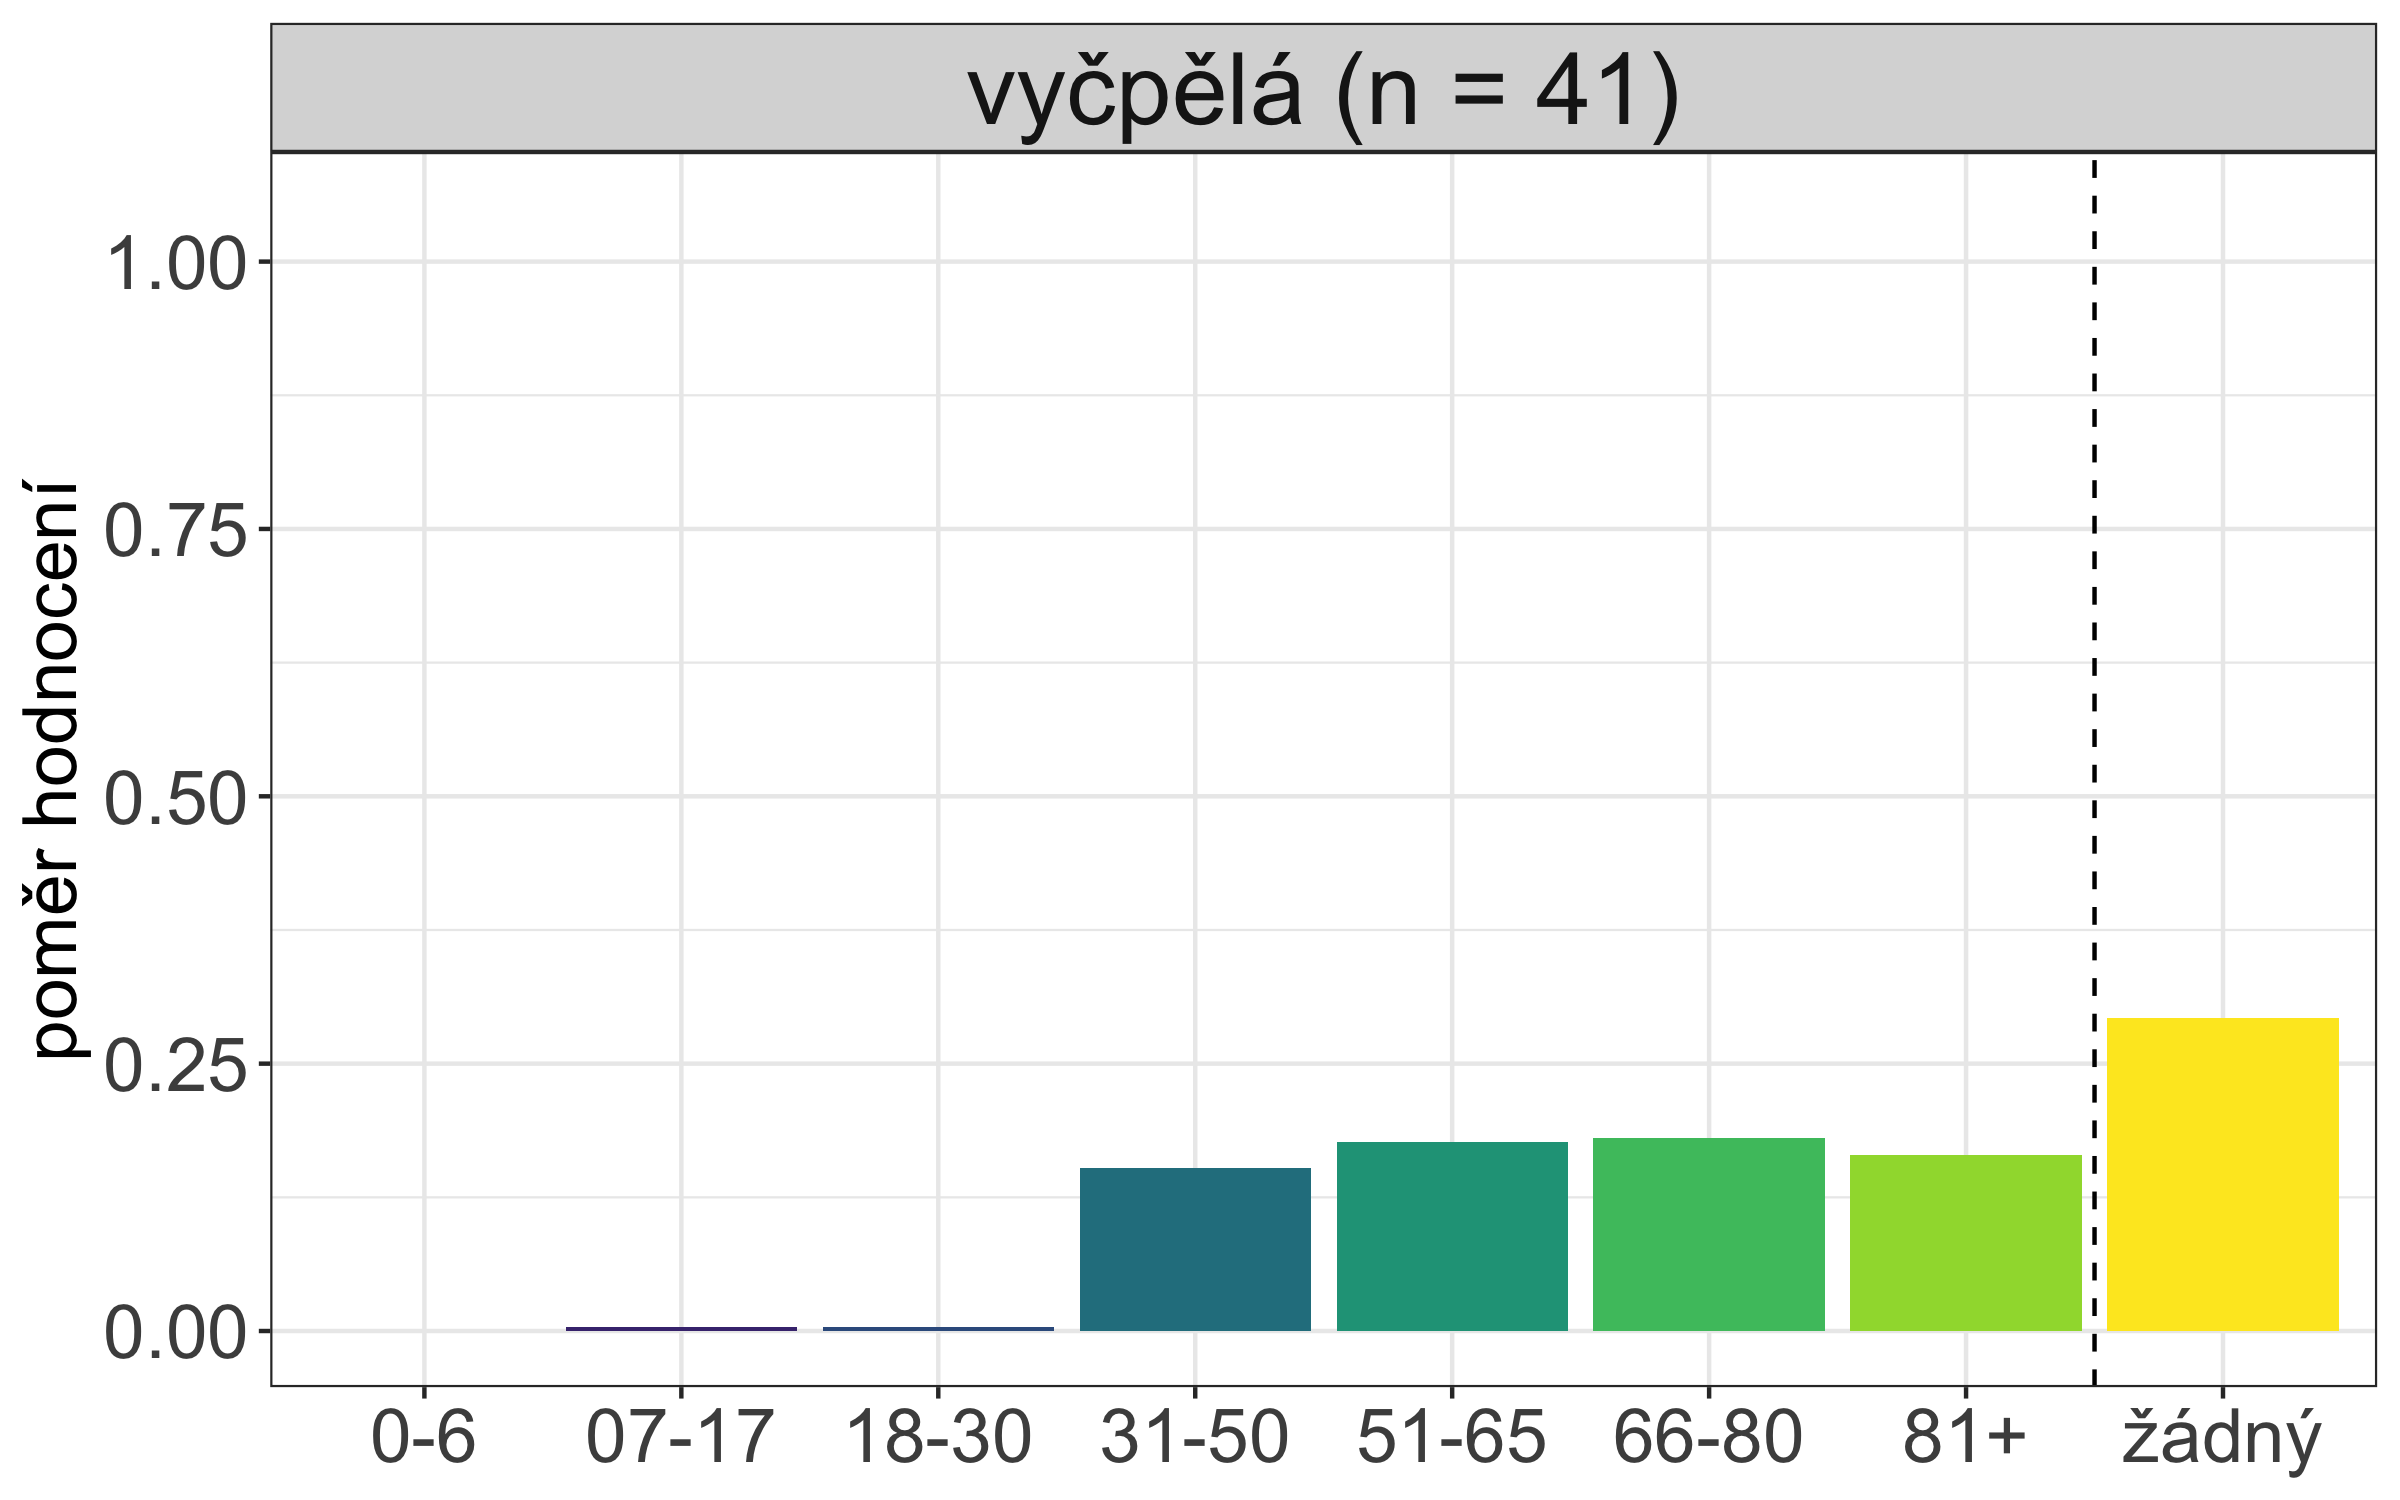 vyčpělá (n = 41)
poměr hodnocení
1.00
0.75
0.50
0.25
0.00
0-6 07-17 18-30 31-50 51-65 66-80 81+ žádný